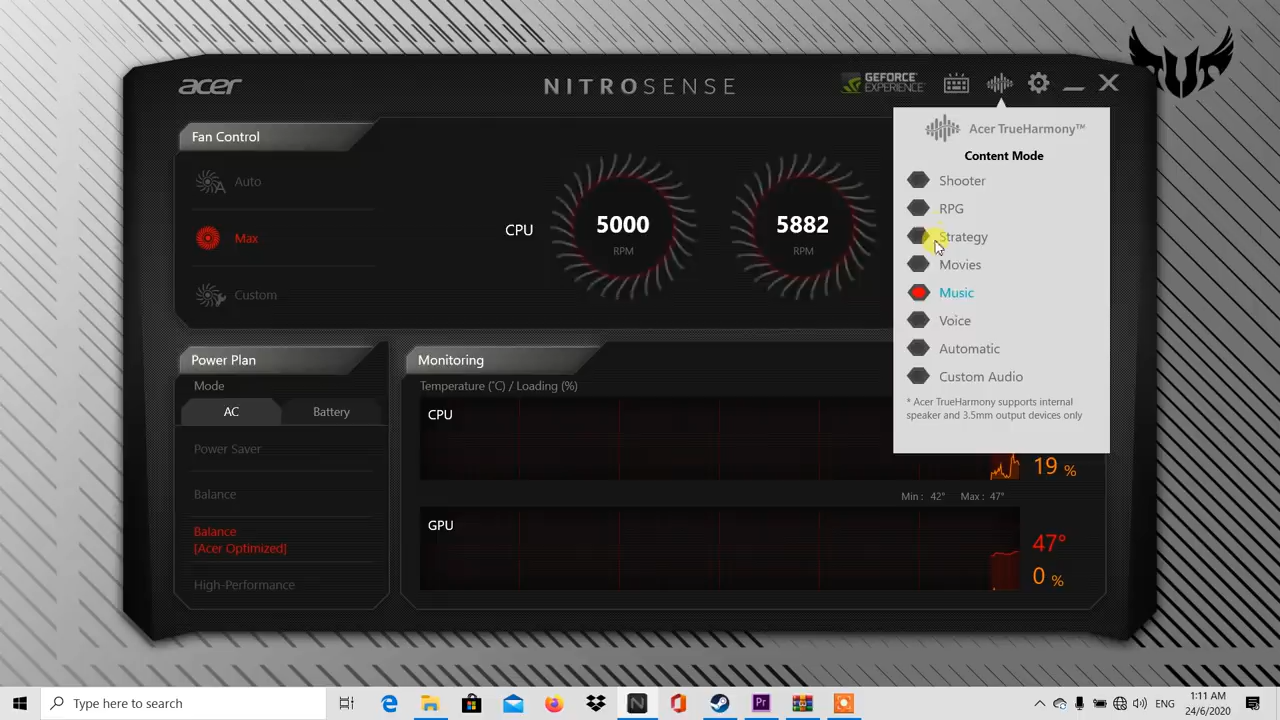 acer
NITROSENSE
GEFORCE
EXPERIENCE
Fan Control
Auto
Max
Custom
CPU
5000
RPM
5882
RPM
Acer TrueHarmony™
Content Mode
Shooter
RPG
Strategy
Movies
Music
Voice
Automatic
Custom Audio
* Acer TrueHarmony supports internal
speaker and 3.5mm output devices only
Power Plan
Mode
AC
Battery
Power Saver
Balance
Balance
[Acer Optimized]
High-Performance
Monitoring
Temperature (°C) / Loading (%)
CPU
19 %
Min : 42° Max : 47°
GPU
47°
0 %
Type here to search
ENG
1:11 AM
24/6/2020